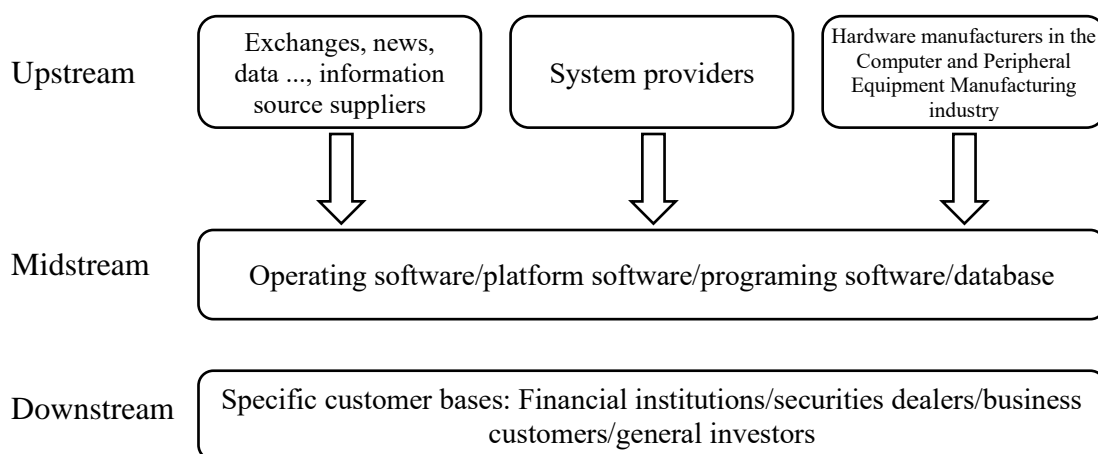 Upstream
Exchanges, news,
data ..., information
source suppliers
System providers
Hardware manufacturers in the
Computer and Peripheral
Equipment Manufacturing
industry
Midstream
Operating software/platform software/programing software/database
Downstream
Specific customer bases: Financial institutions/securities dealers/business
customers/general investors